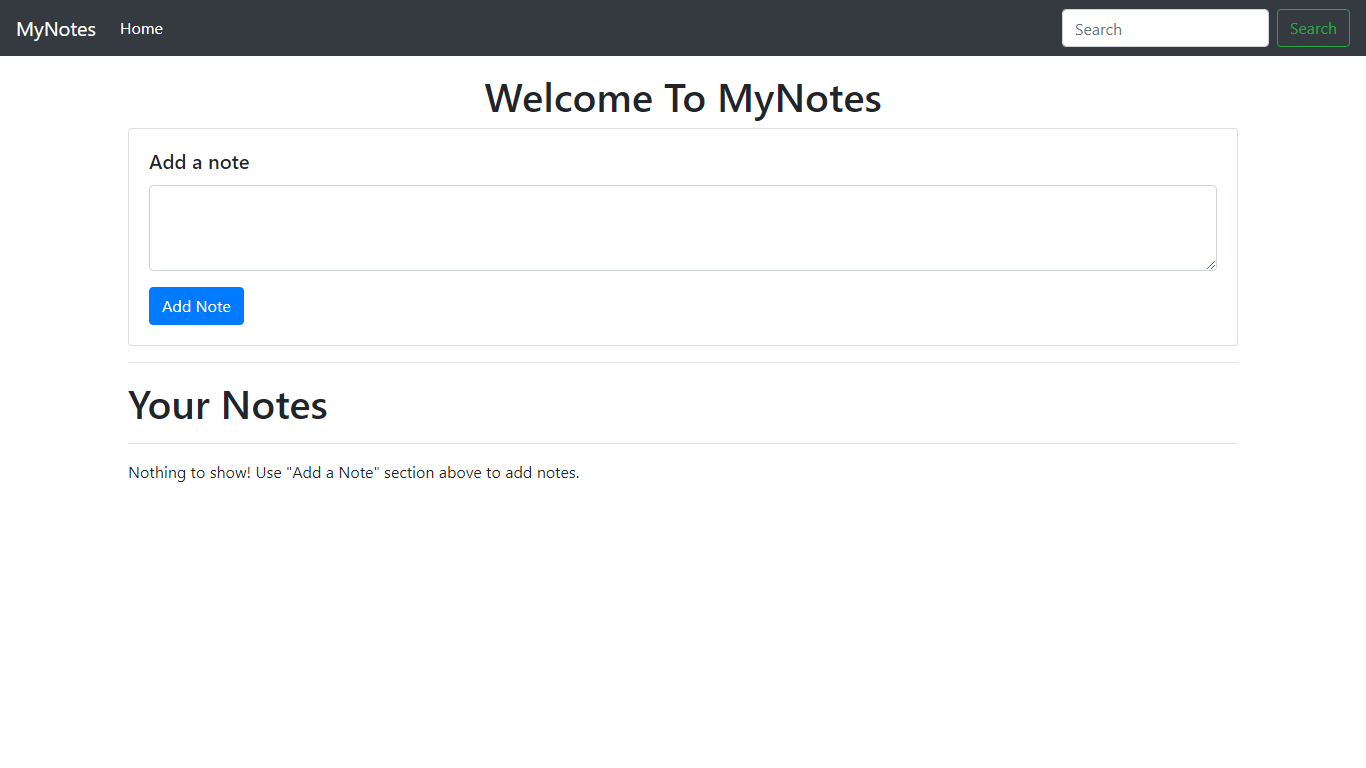 MyNotes Home Search Search
Welcome To MyNotes
Add a note
Add Note
Your Notes
Nothing to show! Use "Add a Note" section above to add notes.